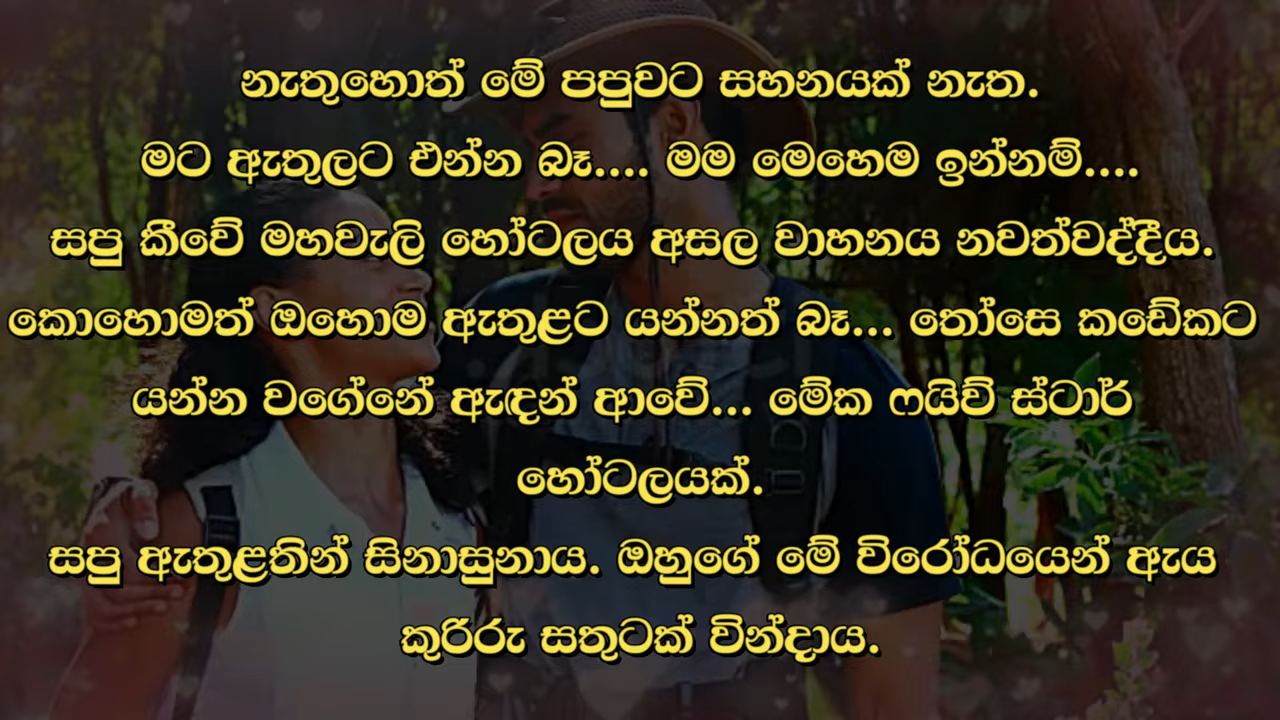 නැතුහොත් මේ පපුවට සහනයක් නැත.
මට ඇතුලට එන්න බෑ.... මම මෙහෙම ඉන්නම්....
සපු කීවේ මහවැලි හෝටලය අසල වාහනය නවත්වද්දීය.
කොහොමත් ඔහොම ඇතුළට යන්නත් බෑ... තෝසෙ කඩේකට
යන්න වගේනේ ඇඳන් ආවේ... මේක ෆයිව් ස්ටාර්
හෝටලයක්.
සපු ඇතුළතින් සිනාසුනාය. ඔහුගේ මේ විරෝධයෙන් ඇය
කුරිරු සතුටක් වින්දාය.